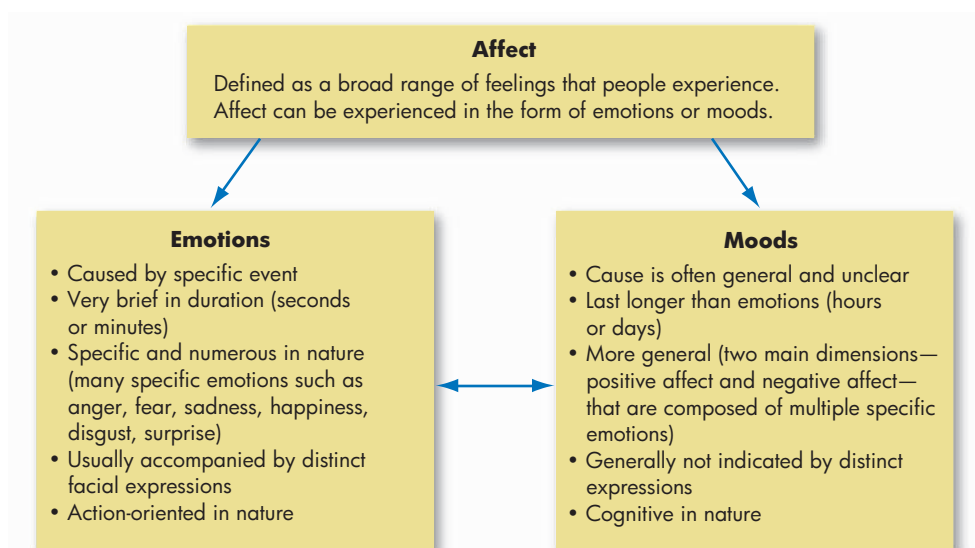 Affect
Defined as a broad range of feelings that people experience.
Affect can be experienced in the form of emotions or moods.
Emotions
• Caused by specific event
• Very brief in duration (seconds
or minutes)
• Specific and numerous in nature
(many specific emotions such as
anger, fear, sadness, happiness,
disgust, surprise)
• Usually accompanied by distinct
facial expressions
• Action-oriented in nature
Moods
• Cause is often general and unclear
• Last longer than emotions (hours
or days)
• More general (two main dimensions—
positive affect and negative affect—
that are composed of multiple specific
emotions)
• Generally not indicated by distinct
expressions
• Cognitive in nature